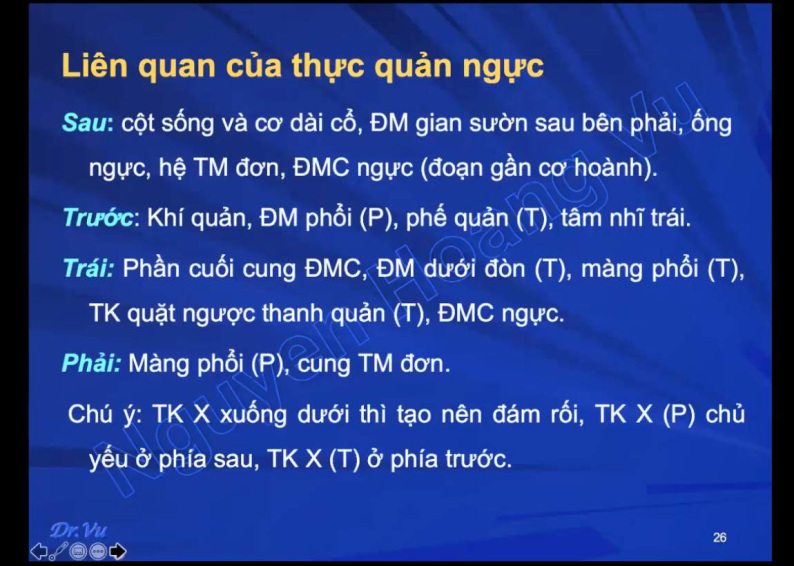 Liên quan của thực quản ngực
Sau: cột sống và cơ dài cổ, ĐM gian sườn sau bên phải, ống
ngực, hệ TM đơn, ĐMC ngực (đoạn gần cơ hoành).
Trước: Khí quản, ĐM phổi (P), phế quản (T), tâm nhĩ trái.
Trái: Phần cuối cung ĐMC, ĐM dưới đòn (T), màng phổi (T),
TK quặt ngược thanh quản (T), ĐMC ngực.
Phải: Màng phổi (P), cung TM đơn.
Chú ý: TK X xuống dưới thì tạo nên đám rối, TK X (P) chủ
yếu ở phía sau, TK X (T) ở phía trước.
Nguyen Hoang Vu
Dr.Vu
26